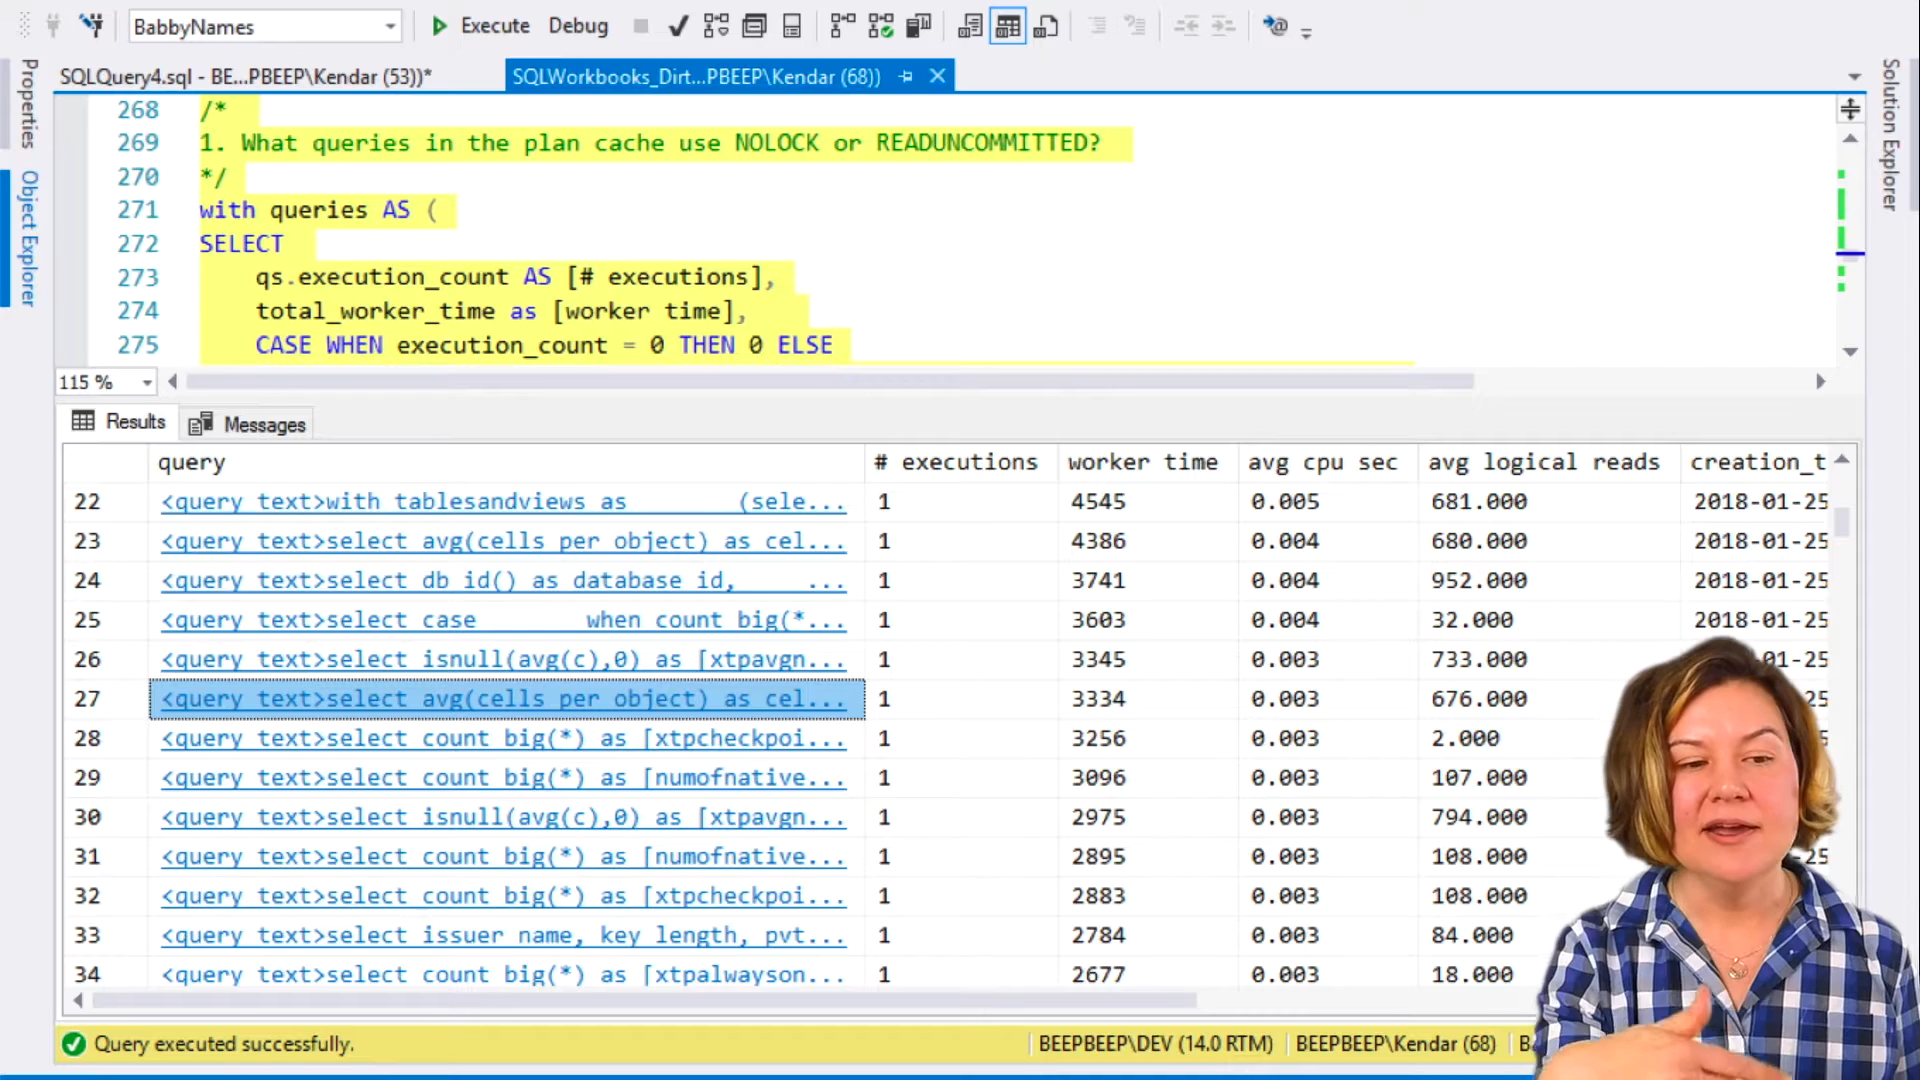 BabbyNames
Execute
Debug
SQLQuery4.sql - BE...PBEEP\Kendar (53))*
SQLWorkbooks_Dirt...PBEEP\Kendar (68))
Properties
Object Explorer
Solution Explorer
268 /*
269 1. What queries in the plan cache use NOLOCK or READUNCOMMITTED?
270 */
271 with queries AS (
272 SELECT
273 qs.execution_count AS [# executions],
274 total_worker_time as [worker time],
275 CASE WHEN execution_count = 0 THEN 0 ELSE
115 %
Results
Messages
query # executions worker time avg cpu sec avg logical reads creation_t
22 <query text>with tablesandviews as (sele... 1 4545 0.005 681.000 2018-01-25
23 <query text>select avg(cells per object) as cel... 1 4386 0.004 680.000 2018-01-25
24 <query text>select db id() as database id, ... 1 3741 0.004 952.000 2018-01-25
25 <query text>select case when count big(*... 1 3603 0.004 32.000 2018-01-25
26 <query text>select isnull(avg(c),0) as [xtpavgn... 1 3345 0.003 733.000 01-25
27 <query text>select avg(cells per object) as cel... 1 3334 0.003 676.000 25
28 <query text>select count big(*) as [xtpcheckpoi... 1 3256 0.003 2.000
29 <query text>select count big(*) as [numofnative... 1 3096 0.003 107.000
30 <query text>select isnull(avg(c),0) as [xtpavgn... 1 2975 0.003 794.000
31 <query text>select count big(*) as [numofnative... 1 2895 0.003 108.000 -25
32 <query text>select count big(*) as [xtpcheckpoi... 1 2883 0.003 108.000
33 <query text>select issuer name, key length, pvt... 1 2784 0.003 84.000
34 <query text>select count big(*) as [xtpalwayson... 1 2677 0.003 18.000
Query executed successfully.
BEEPBEEP\DEV (14.0 RTM)
BEEPBEEP\Kendar (68)